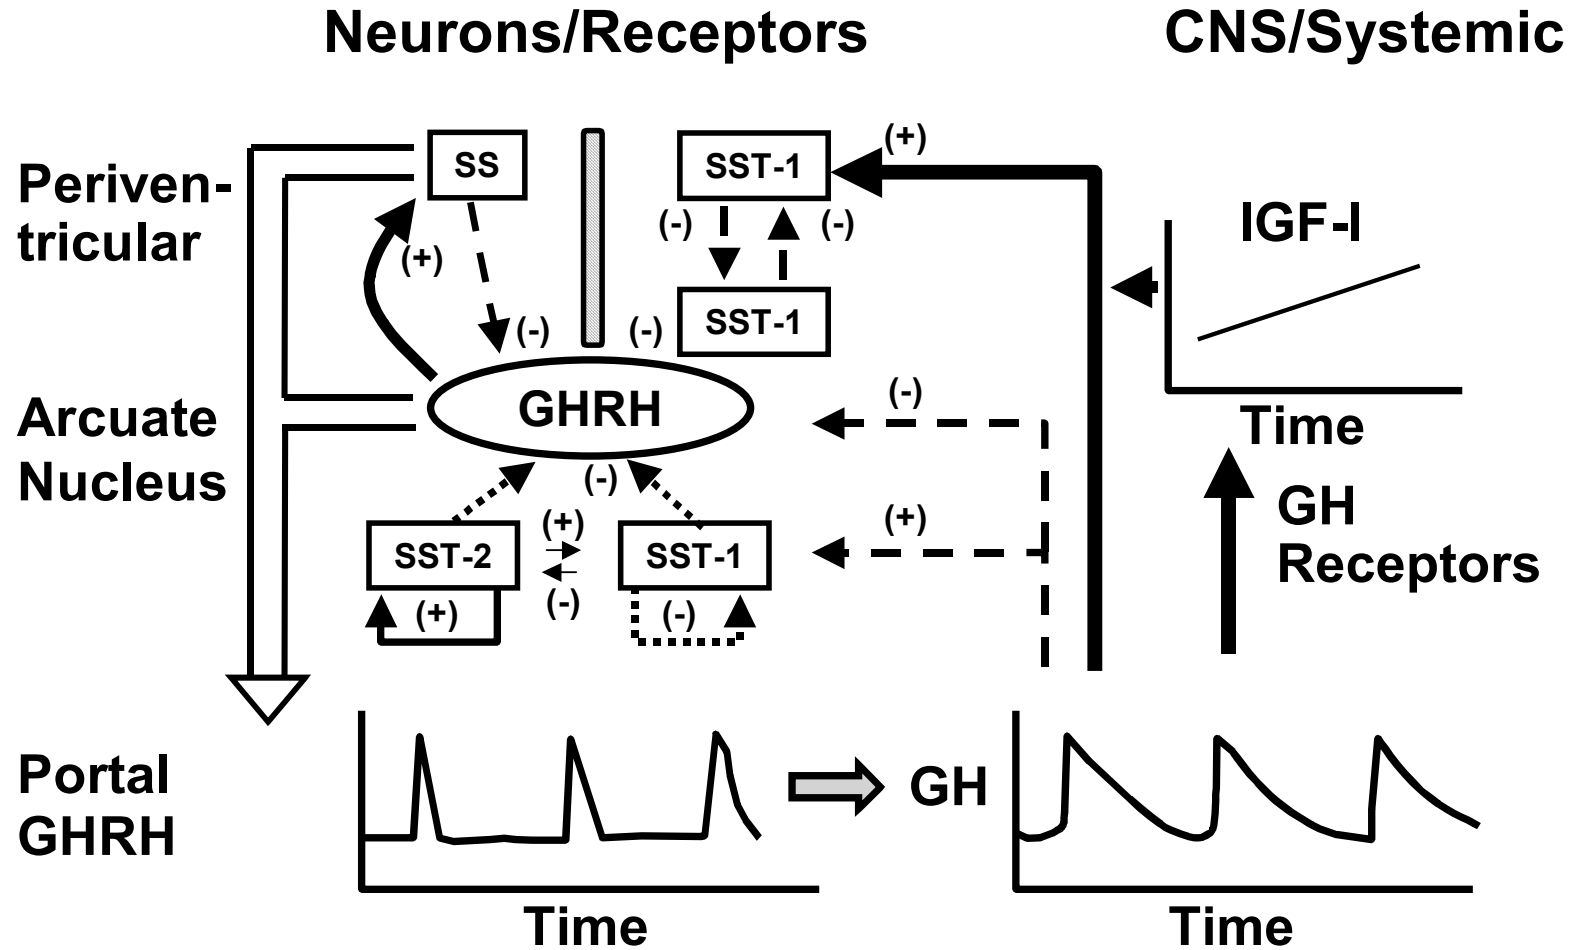 Neurons/Receptors
CNS/Systemic
Periven-
tricular
SS
SST-1
(+)
(-)
(-)
(+)
IGF-I
SST-1
(-)
(-)
Arcuate
Nucleus
GHRH
(-)
Time
(-)
GH
Receptors
(+)
(+)
SST-2
SST-1
(-)
(+)
(-)
Portal
GHRH
GH
Time
Time